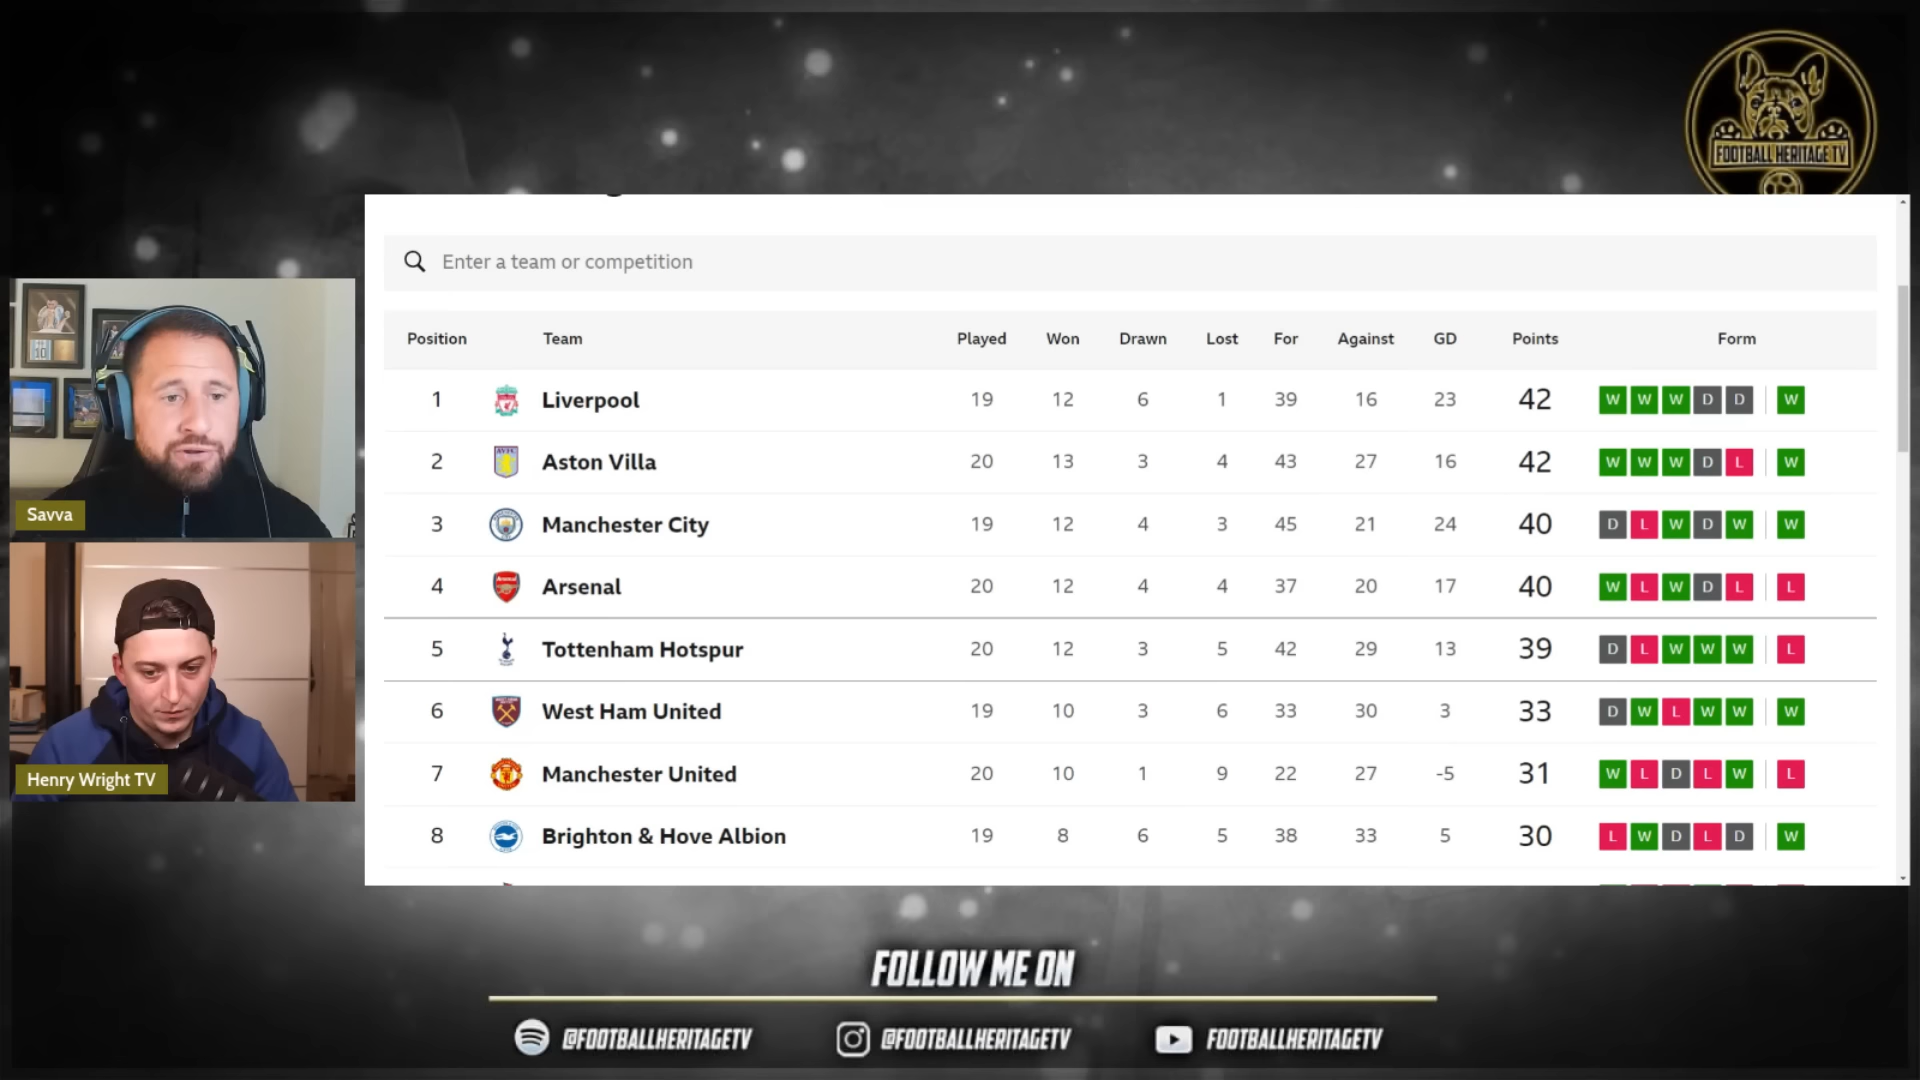 FOOTBALL HERITAGE TV
Enter a team or competition
Position Team Played Won Drawn Lost For Against GD Points Form
1 Liverpool 19 12 6 1 39 16 23 42 W W W D D W
2 Aston Villa 20 13 3 4 43 27 16 42 W W W D L W
3 Manchester City 19 12 4 3 45 21 24 40 D L W D W W
4 Arsenal 20 12 4 4 37 20 17 40 W L W D L L
5 Tottenham Hotspur 20 12 3 5 42 29 13 39 D L W W W L
6 West Ham United 19 10 3 6 33 30 3 33 D W L W W W
7 Manchester United 20 10 1 9 22 27 -5 31 W L D L W L
8 Brighton & Hove Albion 19 8 6 5 38 33 5 30 L W D L D W
10
Savva
Henry Wright TV
FOLLOW ME ON
@FOOTBALLHERITAGETV @FOOTBALLHERITAGETV FOOTBALLHERITAGETV